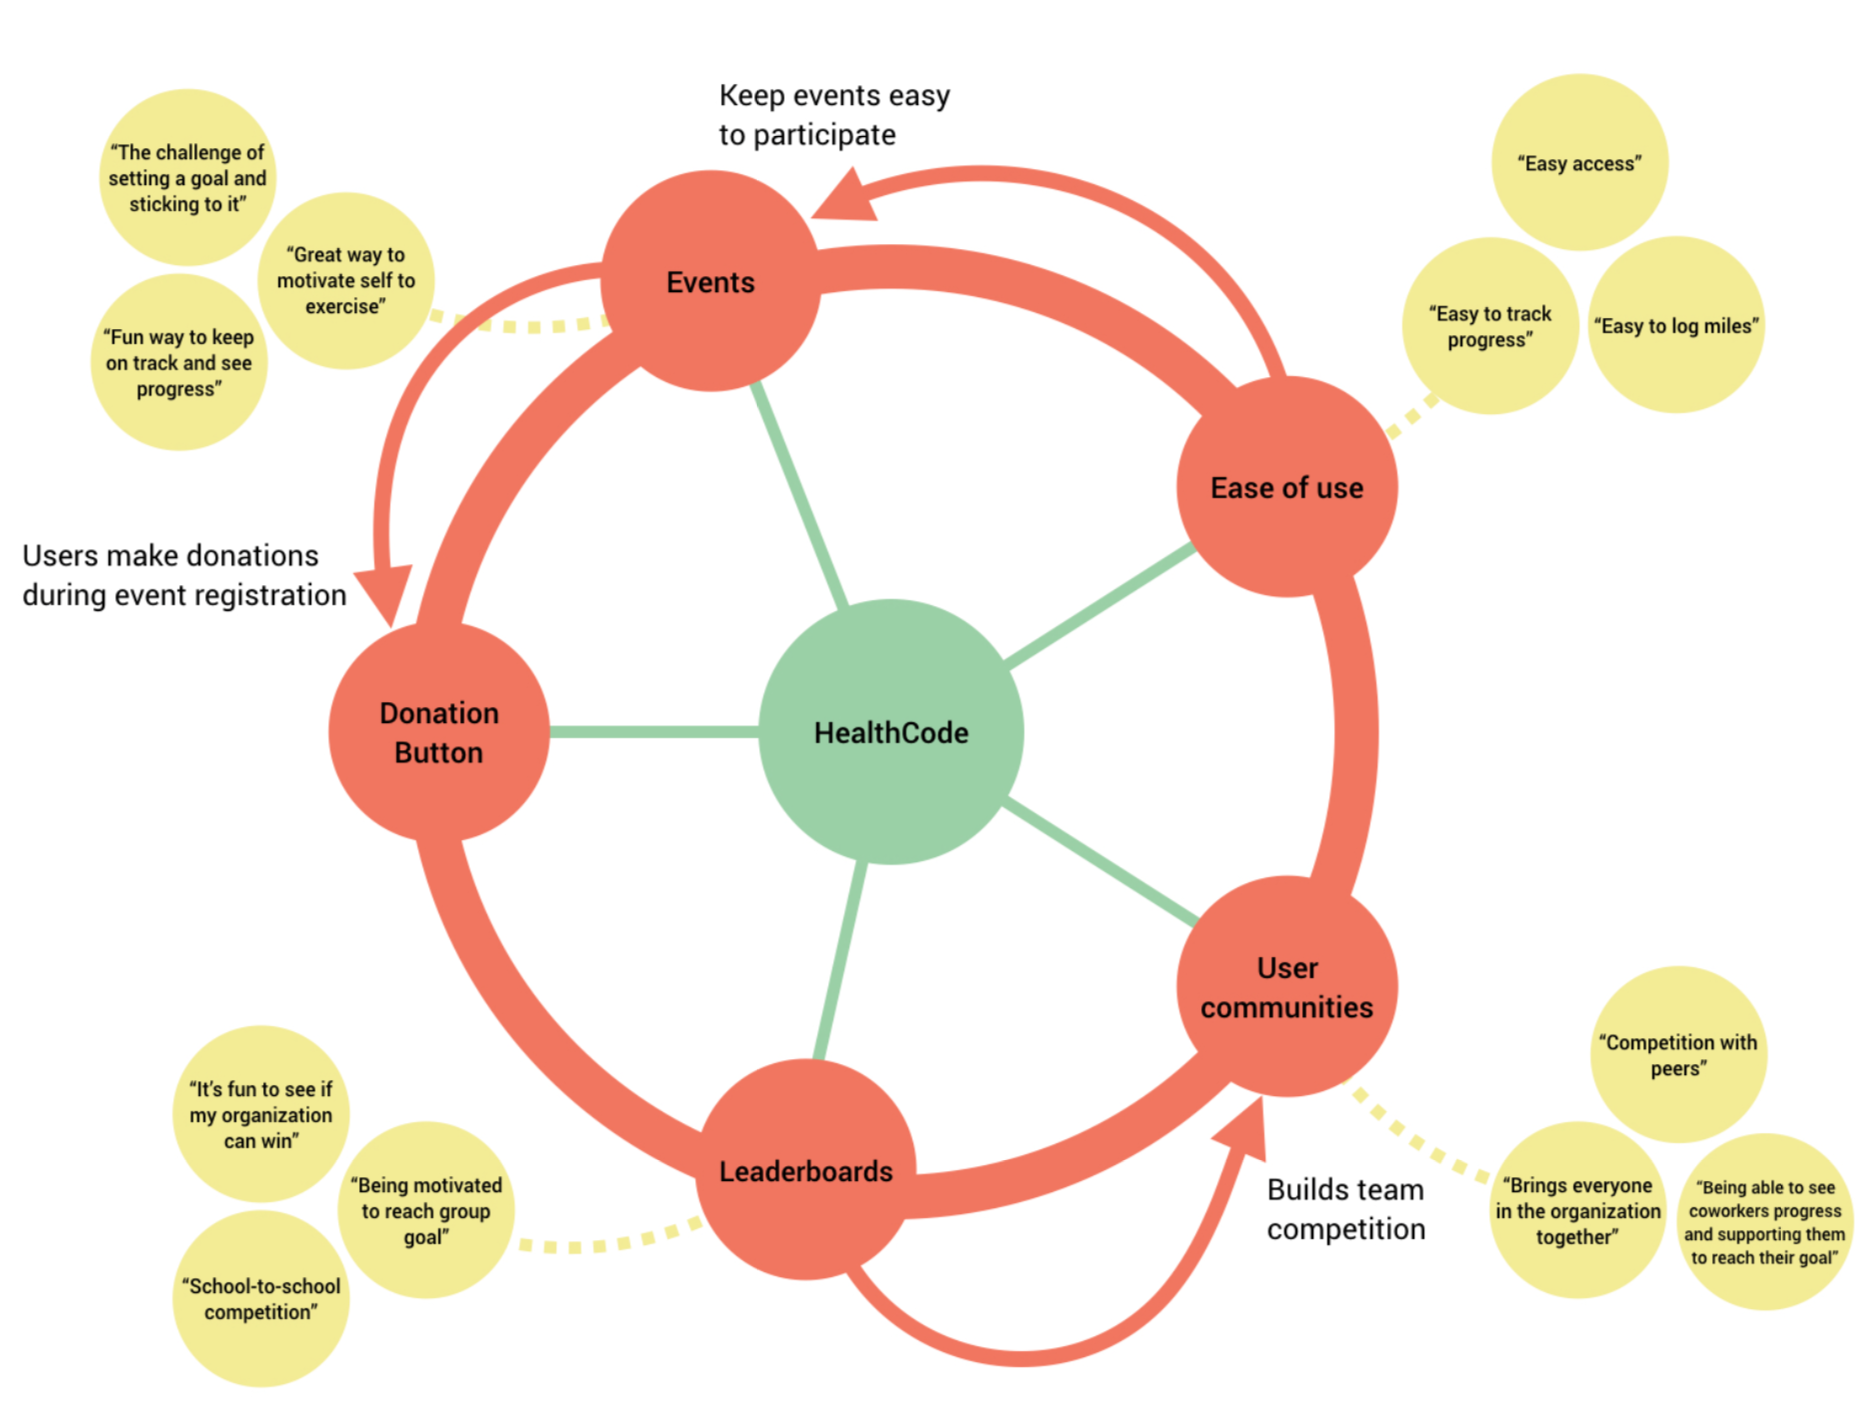 Keep events easy
to participate
“The challenge of
setting a goal and
sticking to it”
“Great way to
motivate self to
exercise”
“Fun way to keep
on track and see
progress”
Events
“Easy access”
“Easy to track
progress”
“Easy to log miles”
Ease of use
Users make donations
during event registration
Donation
Button
HealthCode
User
communities
“Competition with
peers”
“Brings everyone
in the organization
together”
“Being able to see
coworkers progress
and supporting them
to reach their goal”
Builds team
competition
Leaderboards
“It’s fun to see if
my organization
can win”
“Being motivated
to reach group
goal”
“School-to-school
competition”